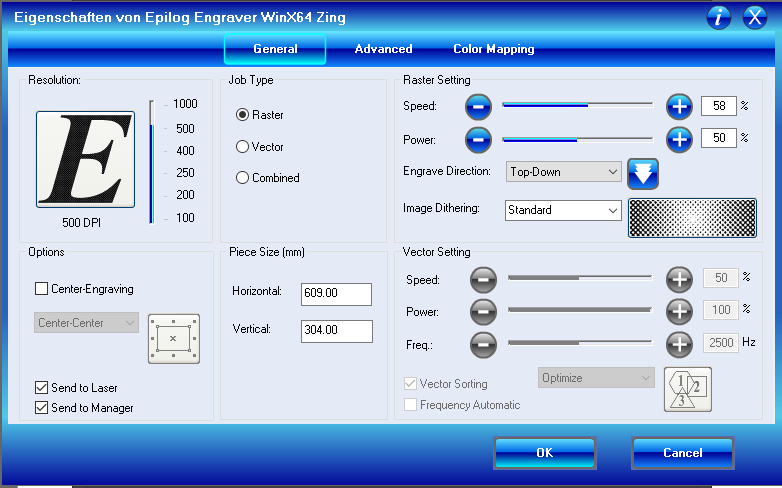 Eigenschaften von Epilog Engraver WinX64 Zing
i X
General Advanced Color Mapping
Resolution:
E
1000
500
400
250
200
100
500 DPI
Job Type
Raster
Vector
Combined
Raster Setting
Speed: 58 %
Power: 50 %
Engrave Direction: Top-Down
Image Dithering: Standard
Options
Center-Engraving
Center-Center
Send to Laser
Send to Manager
Piece Size (mm)
Horizontal: 609.00
Vertical: 304.00
Vector Setting
Speed: 50 %
Power: 100 %
Freq.: 2500 Hz
Vector Sorting Optimize
1 2
3
Frequency Automatic
OK Cancel